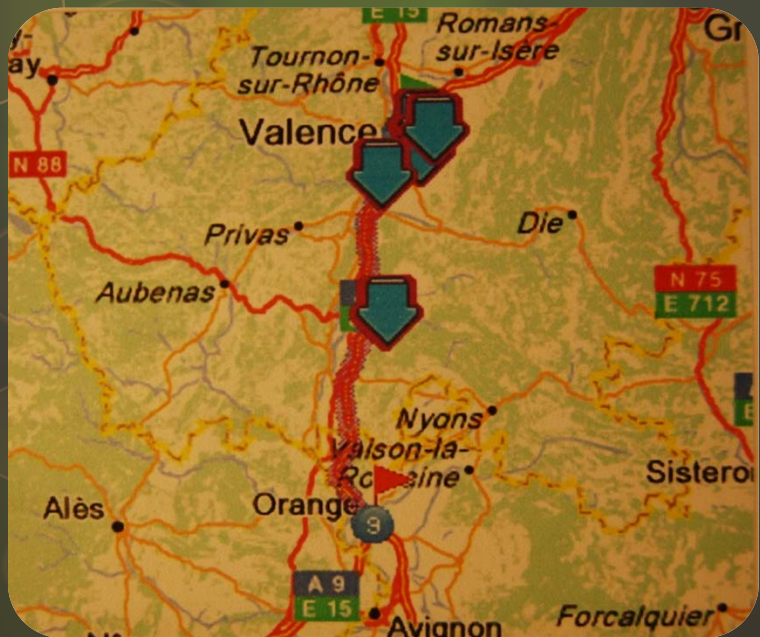 E 15
Romans-
sur-Isère
Gr
y-
ay
Tournon-
sur-Rhône
Valence
N 88
Privas
Die
Aubenas
N 75
E 712
Nyons
Vaison-la-
Sisteron
Alès
Orange
9
A 9
E 15
Forcalquier
Avignon